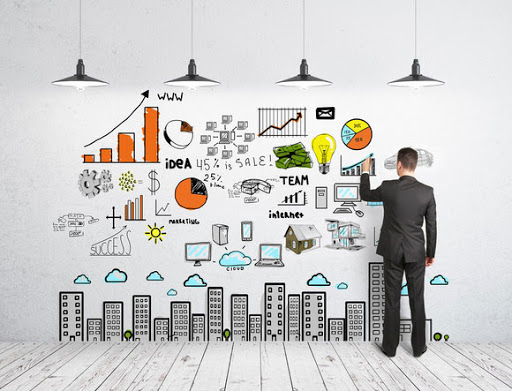 WWW
IDEA
45% is SALE!
25%
TEAM
internet
marketing
SUCCESS
CLOUD